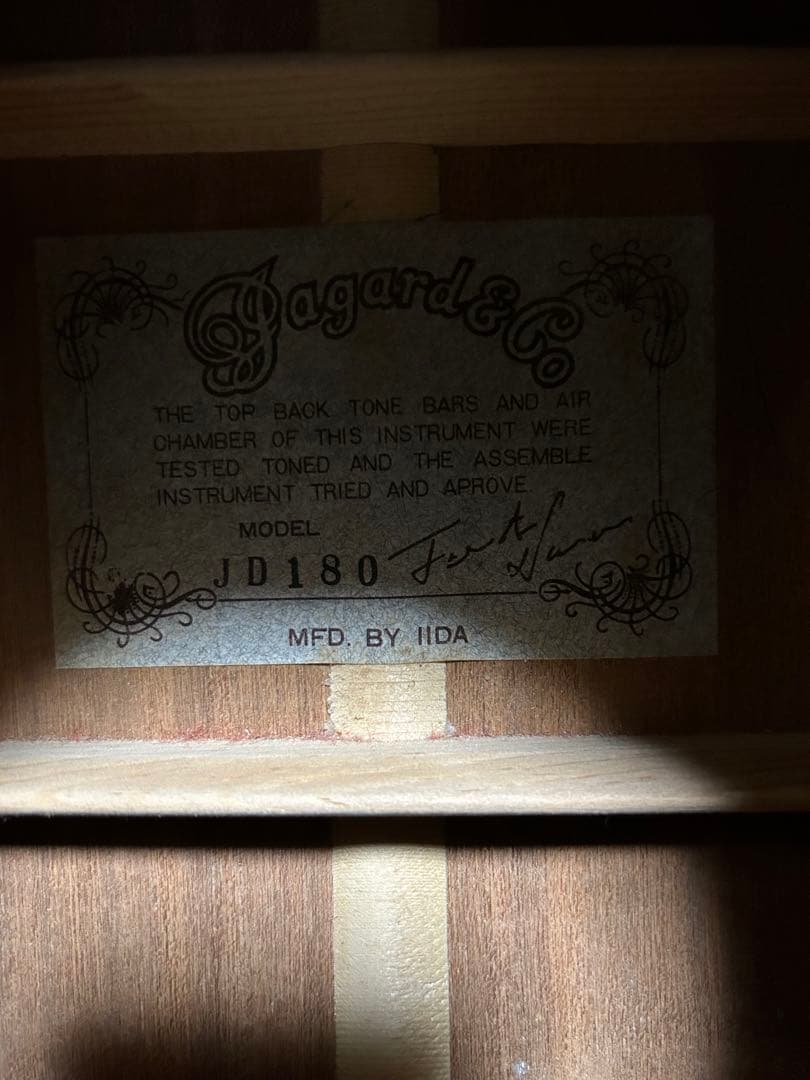 Jagard & Co
THE TOP BACK TONE BARS AND AIR
CHAMBER OF THIS INSTRUMENT WERE
TESTED TONED AND THE ASSEMBLE
INSTRUMENT TRIED AND APROVE.
MODEL
JD180
MFD. BY IIDA